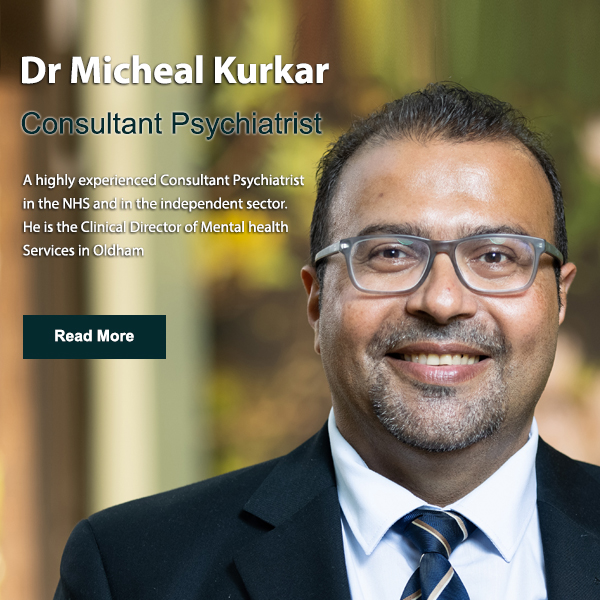 Dr Micheal Kurkar
Consultant Psychiatrist
A highly experienced Consultant Psychiatrist
in the NHS and in the independent sector.
He is the Clinical Director of Mental health
Services in Oldham
Read More